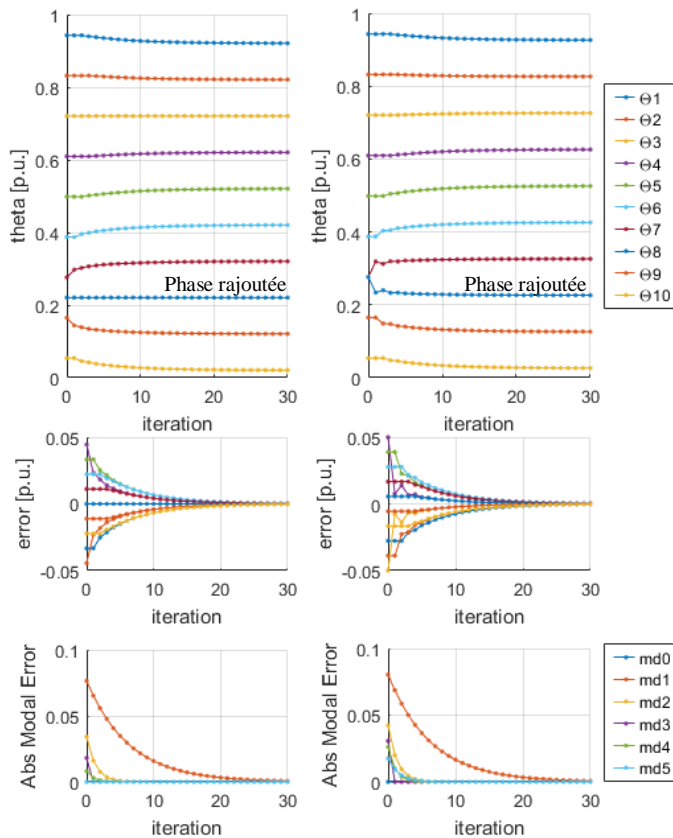 1
0.8
0.6
0.4
0.2
0
theta [p.u.]
Phase rajoutée
0
10
20
30
iteration
1
0.8
0.6
0.4
0.2
0
theta [p.u.]
Phase rajoutée
0
10
20
30
iteration
Θ1
Θ2
Θ3
Θ4
Θ5
Θ6
Θ7
Θ8
Θ9
Θ10
0.05
0
-0.05
error [p.u.]
0
10
20
30
iteration
0.05
0
-0.05
error [p.u.]
0
10
20
30
iteration
0.1
0.05
0
Abs Modal Error
0
10
20
30
iteration
0.1
0.05
0
Abs Modal Error
0
10
20
30
iteration
md0
md1
md2
md3
md4
md5